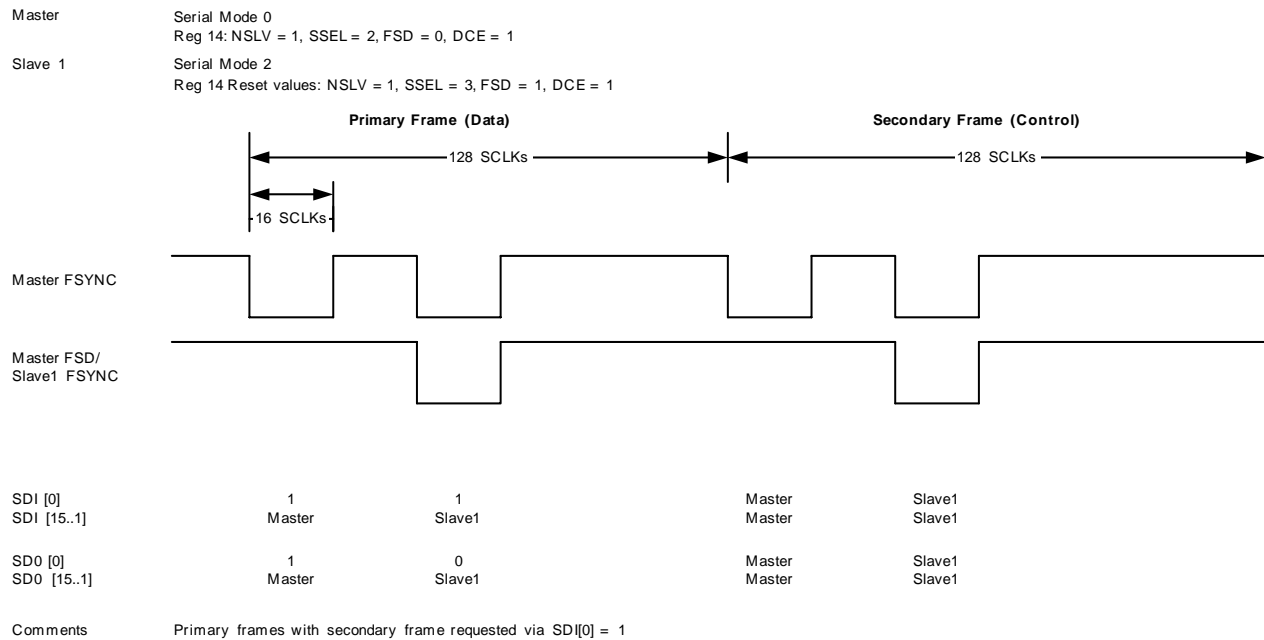 Master Serial Mode 0
Reg 14: NSLV = 1, SSEL = 2, FSD = 0, DCE = 1
Slave 1 Serial Mode 2
Reg 14 Reset values: NSLV = 1, SSEL = 3, FSD = 1, DCE = 1
Primary Frame (Data) Secondary Frame (Control)
128 SCLKs 128 SCLKs
16 SCLKs
Master FSYNC
Master FSD/
Slave1 FSYNC
SDI [0] 1 1 Master Slave1
SDI [15..1] Master Slave1 Master Slave1
SD0 [0] 1 0 Master Slave1
SD0 [15..1] Master Slave1 Master Slave1
Comments Primary frames with secondary frame requested via SDI[0] = 1